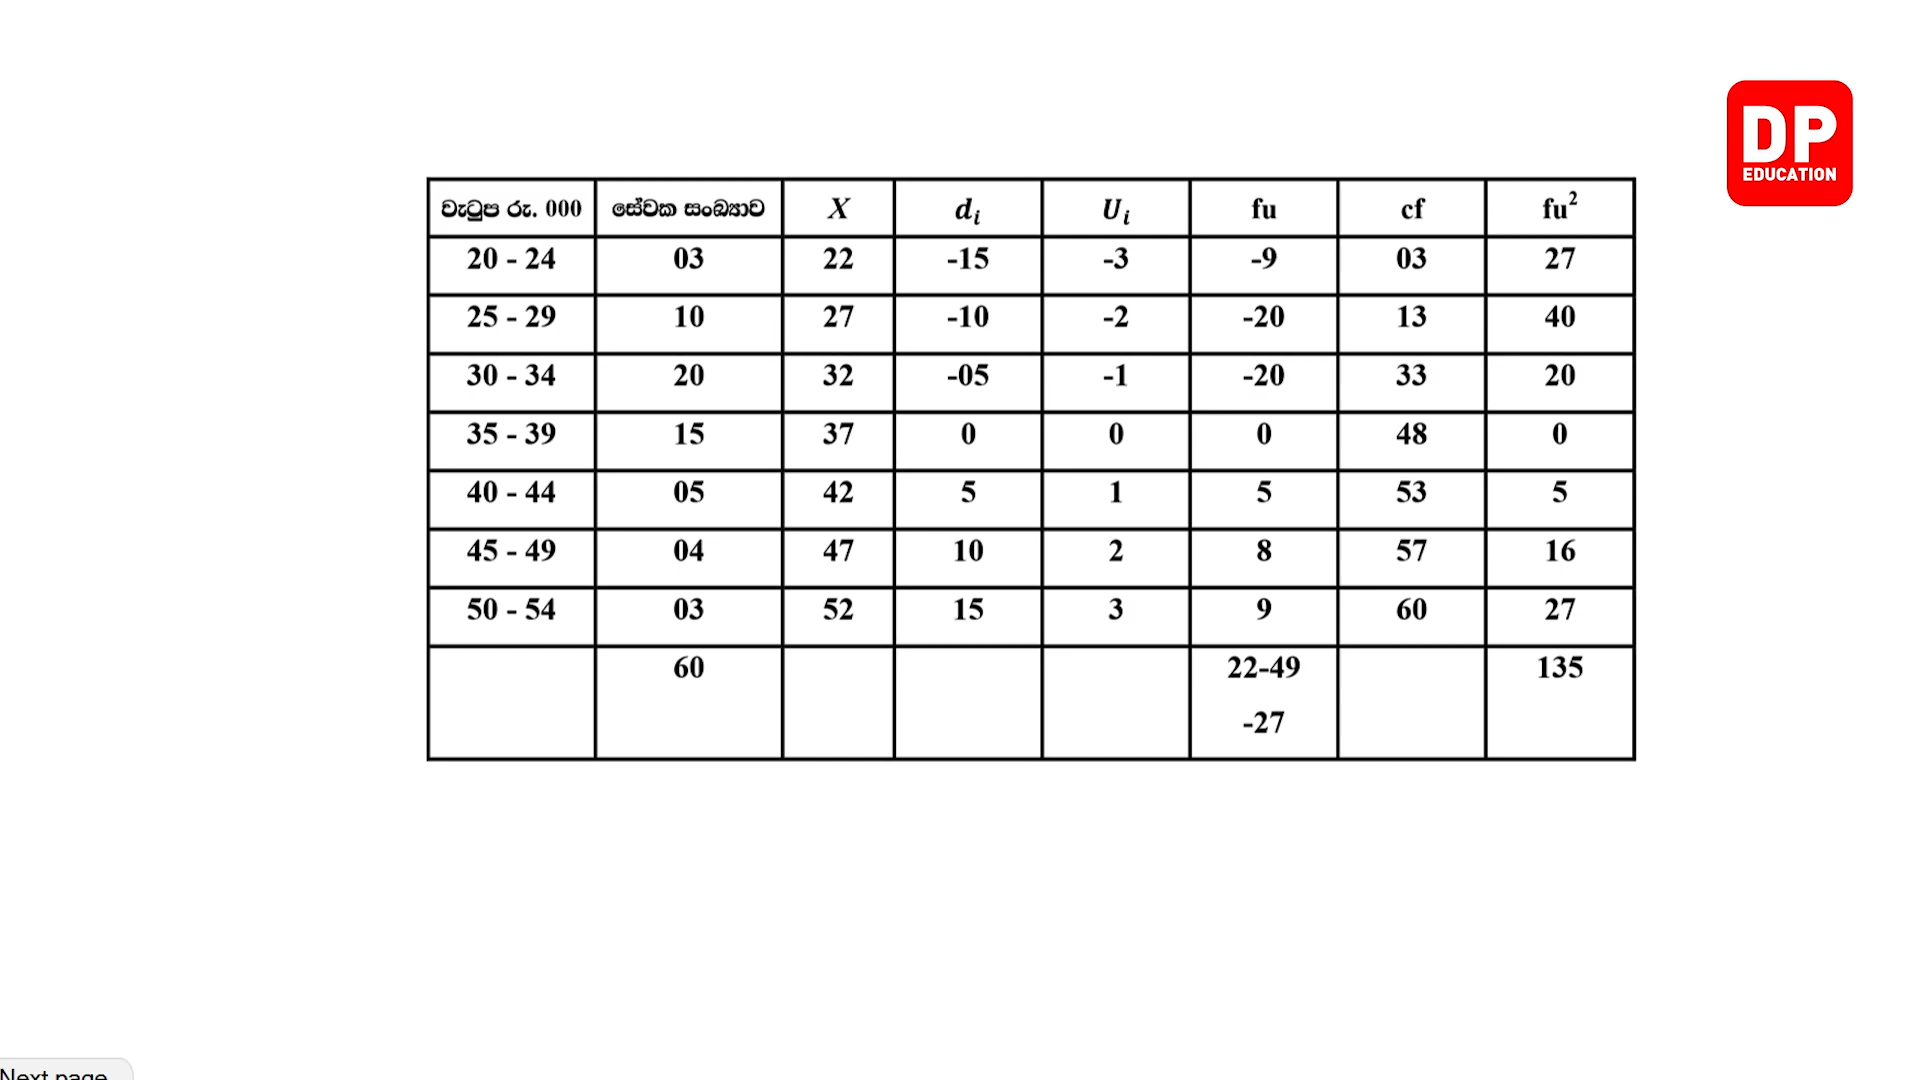 DP
EDUCATION
වැටුප රු. 000 සේවක සංඛ්‍යාව X dᵢ Uᵢ fu cf fu²
20 - 24 03 22 -15 -3 -9 03 27
25 - 29 10 27 -10 -2 -20 13 40
30 - 34 20 32 -05 -1 -20 33 20
35 - 39 15 37 0 0 0 48 0
40 - 44 05 42 5 1 5 53 5
45 - 49 04 47 10 2 8 57 16
50 - 54 03 52 15 3 9 60 27
60 22-49 135
-27
Next page